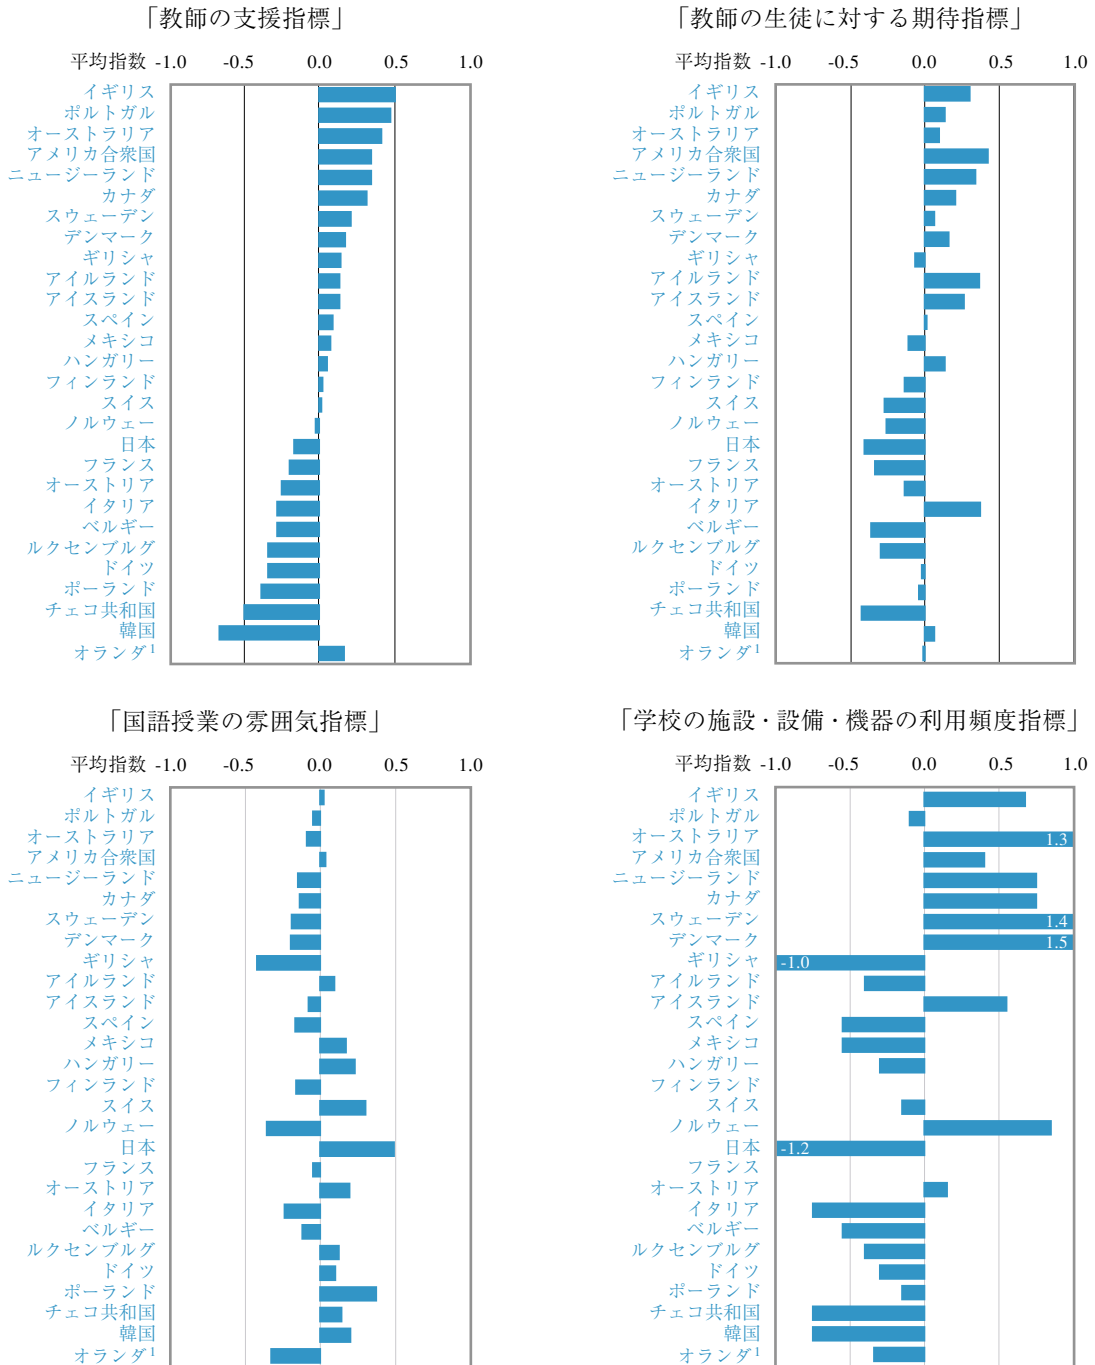 「教師の支援指標」
平均指数 -1.0 -0.5 0.0 0.5 1.0
イギリス
ポルトガル
オーストラリア
アメリカ合衆国
ニュージーランド
カナダ
スウェーデン
デンマーク
ギリシャ
アイルランド
アイスランド
スペイン
メキシコ
ハンガリー
フィンランド
スイス
ノルウェー
日本
フランス
オーストリア
イタリア
ベルギー
ルクセンブルグ
ドイツ
ポーランド
チェコ共和国
韓国
オランダ1
「教師の生徒に対する期待指標」
平均指数 -1.0 -0.5 0.0 0.5 1.0
イギリス
ポルトガル
オーストラリア
アメリカ合衆国
ニュージーランド
カナダ
スウェーデン
デンマーク
ギリシャ
アイルランド
アイスランド
スペイン
メキシコ
ハンガリー
フィンランド
スイス
ノルウェー
日本
フランス
オーストリア
イタリア
ベルギー
ルクセンブルグ
ドイツ
ポーランド
チェコ共和国
韓国
オランダ1
「国語授業の雰囲気指標」
平均指数 -1.0 -0.5 0.0 0.5 1.0
イギリス
ポルトガル
オーストラリア
アメリカ合衆国
ニュージーランド
カナダ
スウェーデン
デンマーク
ギリシャ
アイルランド
アイスランド
スペイン
メキシコ
ハンガリー
フィンランド
スイス
ノルウェー
日本
フランス
オーストリア
イタリア
ベルギー
ルクセンブルグ
ドイツ
ポーランド
チェコ共和国
韓国
オランダ1
「学校の施設・設備・機器の利用頻度指標」
平均指数 -1.0 -0.5 0.0 0.5 1.0
イギリス
ポルトガル
オーストラリア 1.3
アメリカ合衆国
ニュージーランド
カナダ
スウェーデン 1.4
デンマーク 1.5
ギリシャ -1.0
アイルランド
アイスランド
スペイン
メキシコ
ハンガリー
フィンランド
スイス
ノルウェー
日本 -1.2
フランス
オーストリア
イタリア
ベルギー
ルクセンブルグ
ドイツ
ポーランド
チェコ共和国
韓国
オランダ1